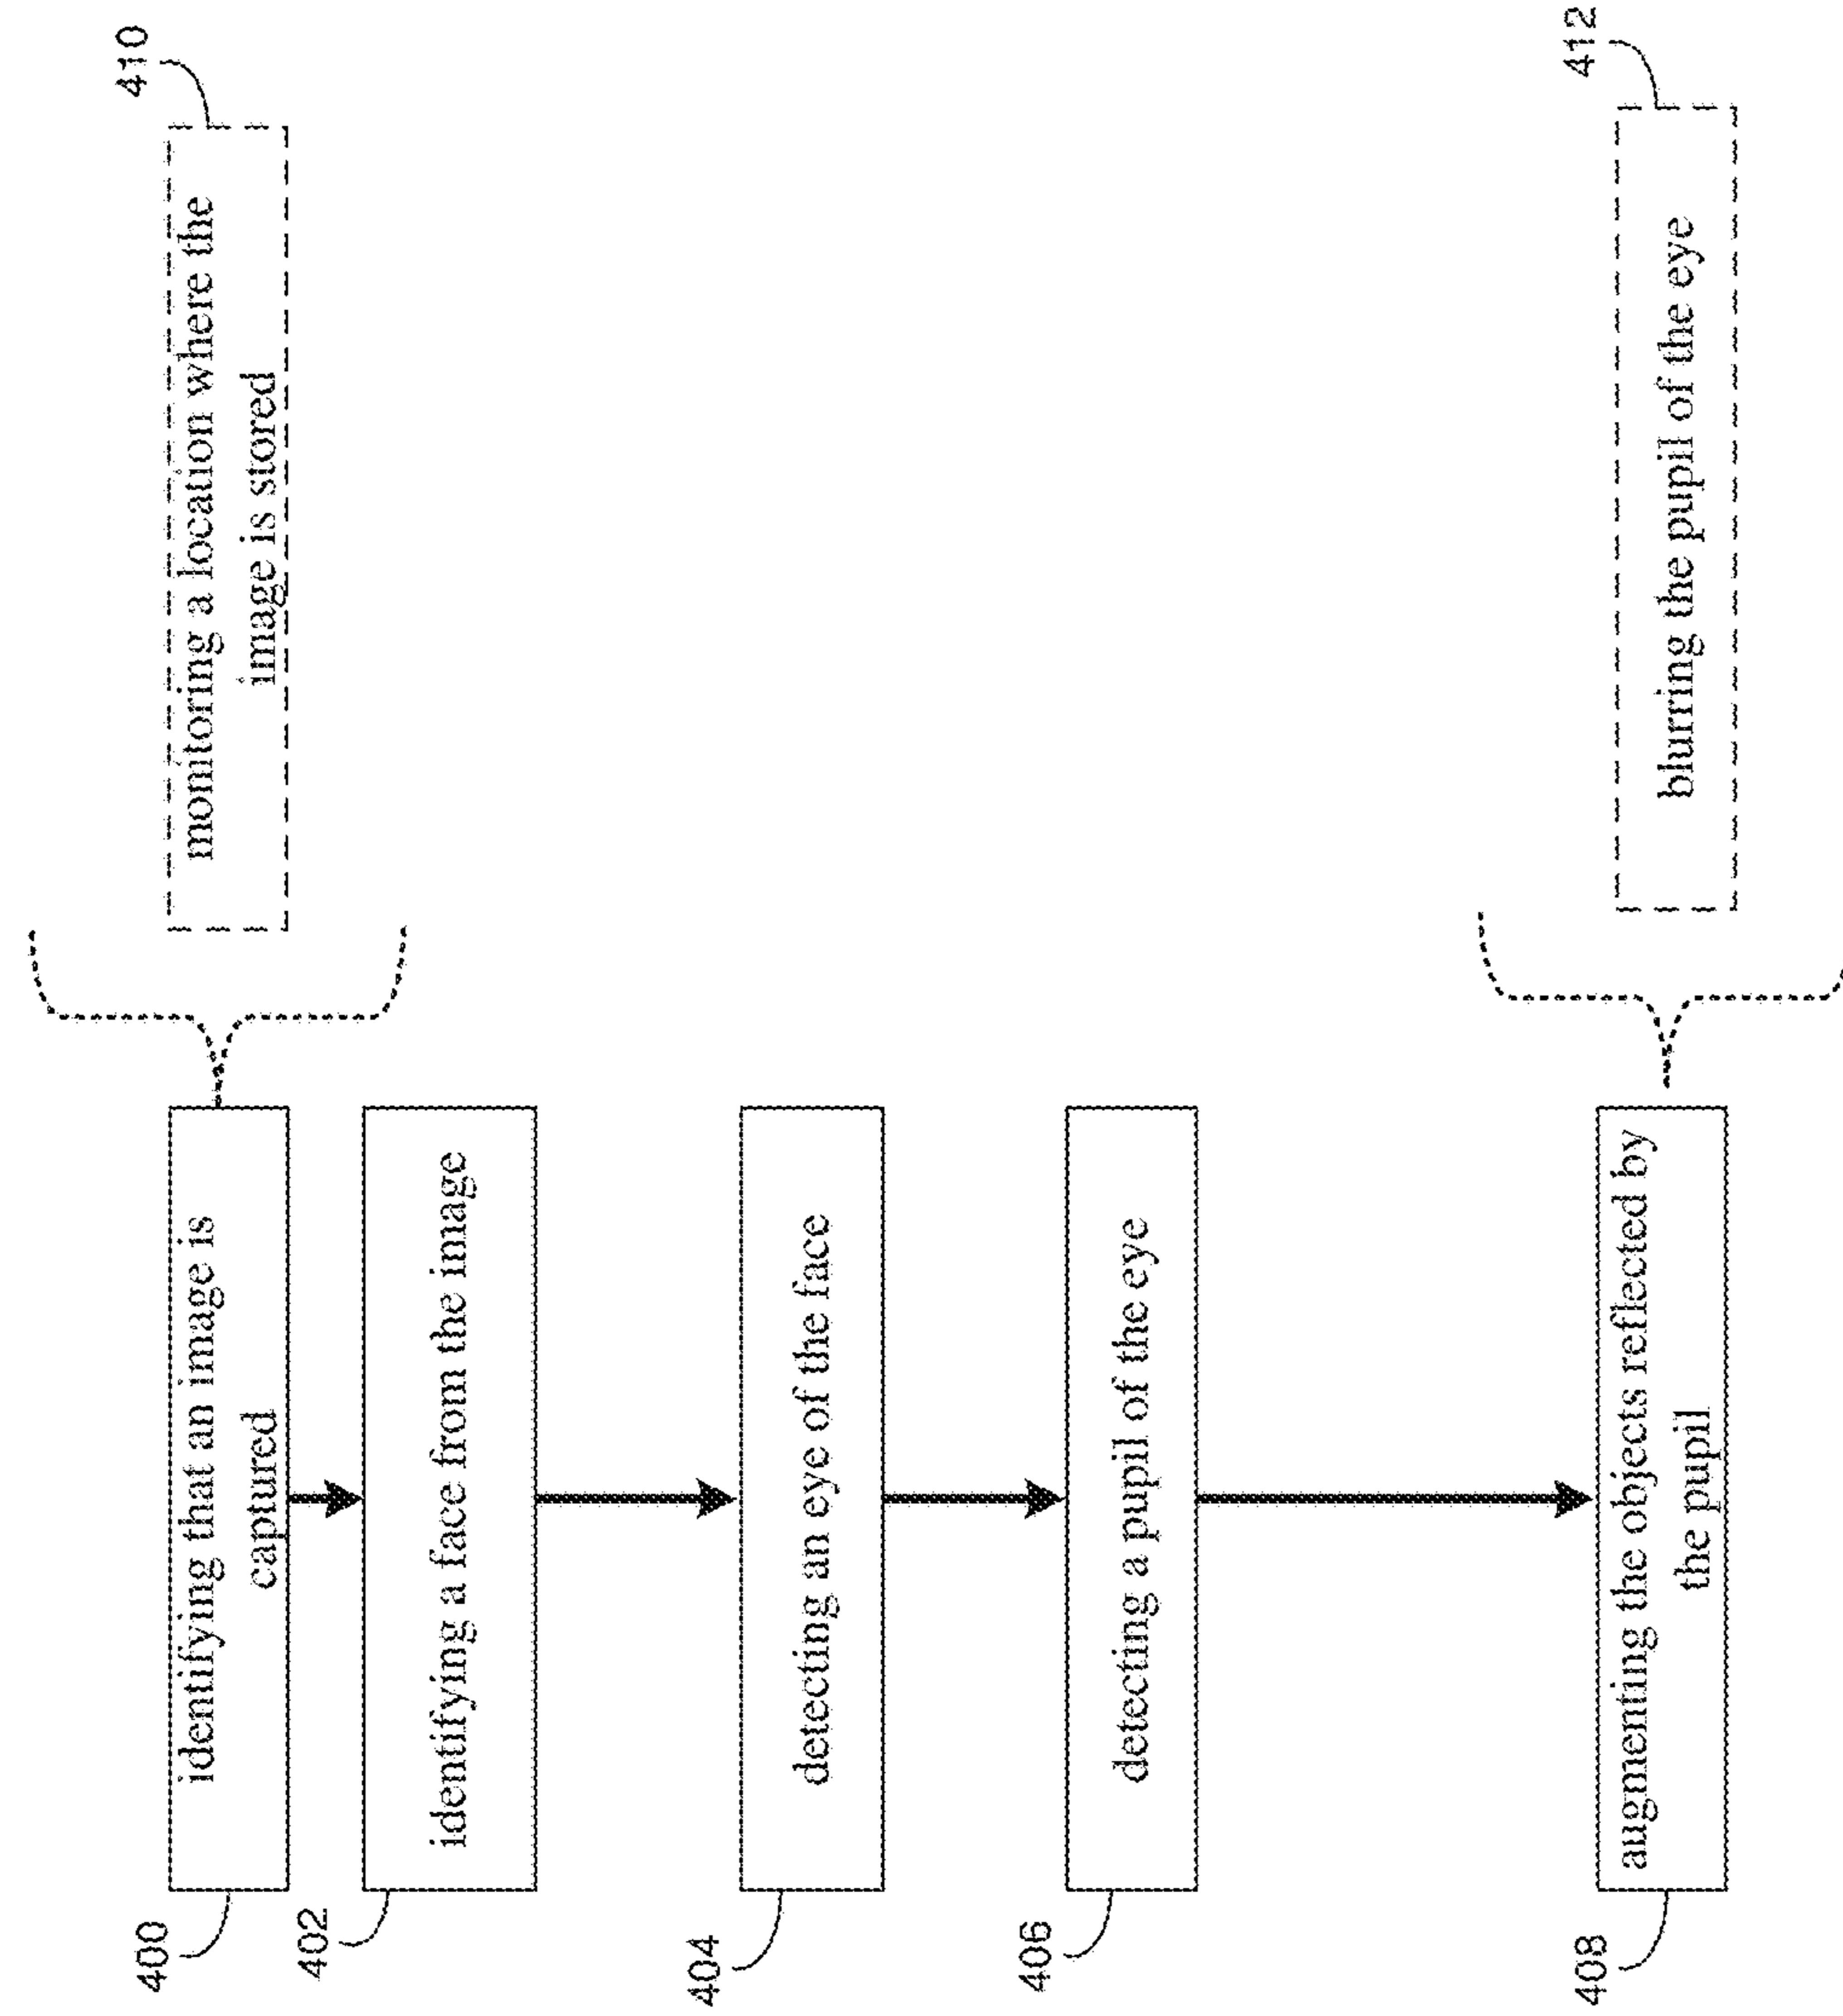 400
identifying that an image is
captured
410
monitoring a location where the
image is stored
402
identifying a face from the image
404
detecting an eye of the face
406
detecting a pupil of the eye
408
augmenting the objects reflected by
the pupil
412
blurring the pupil of the eye